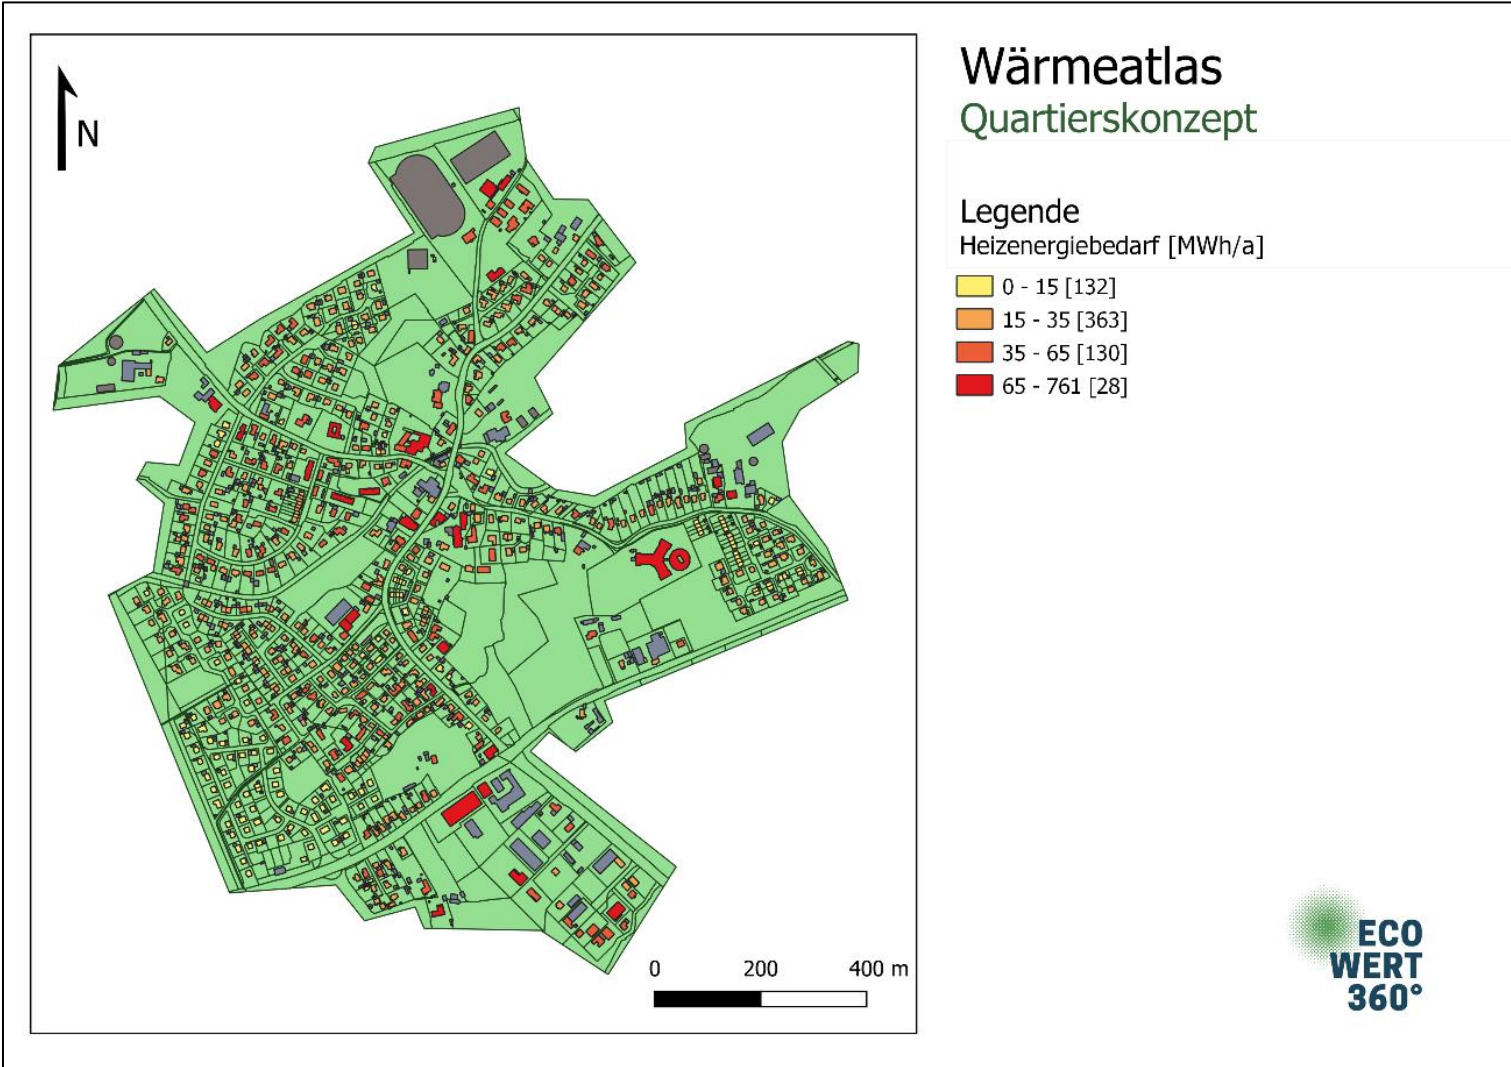 Wärmeatlas
Quartierskonzept
N
Legende
Heizenergiebedarf [MWh/a]
0 - 15 [132]
15 - 35 [363]
35 - 65 [130]
65 - 761 [28]
0 200 400 m
ECO
WERT
360°